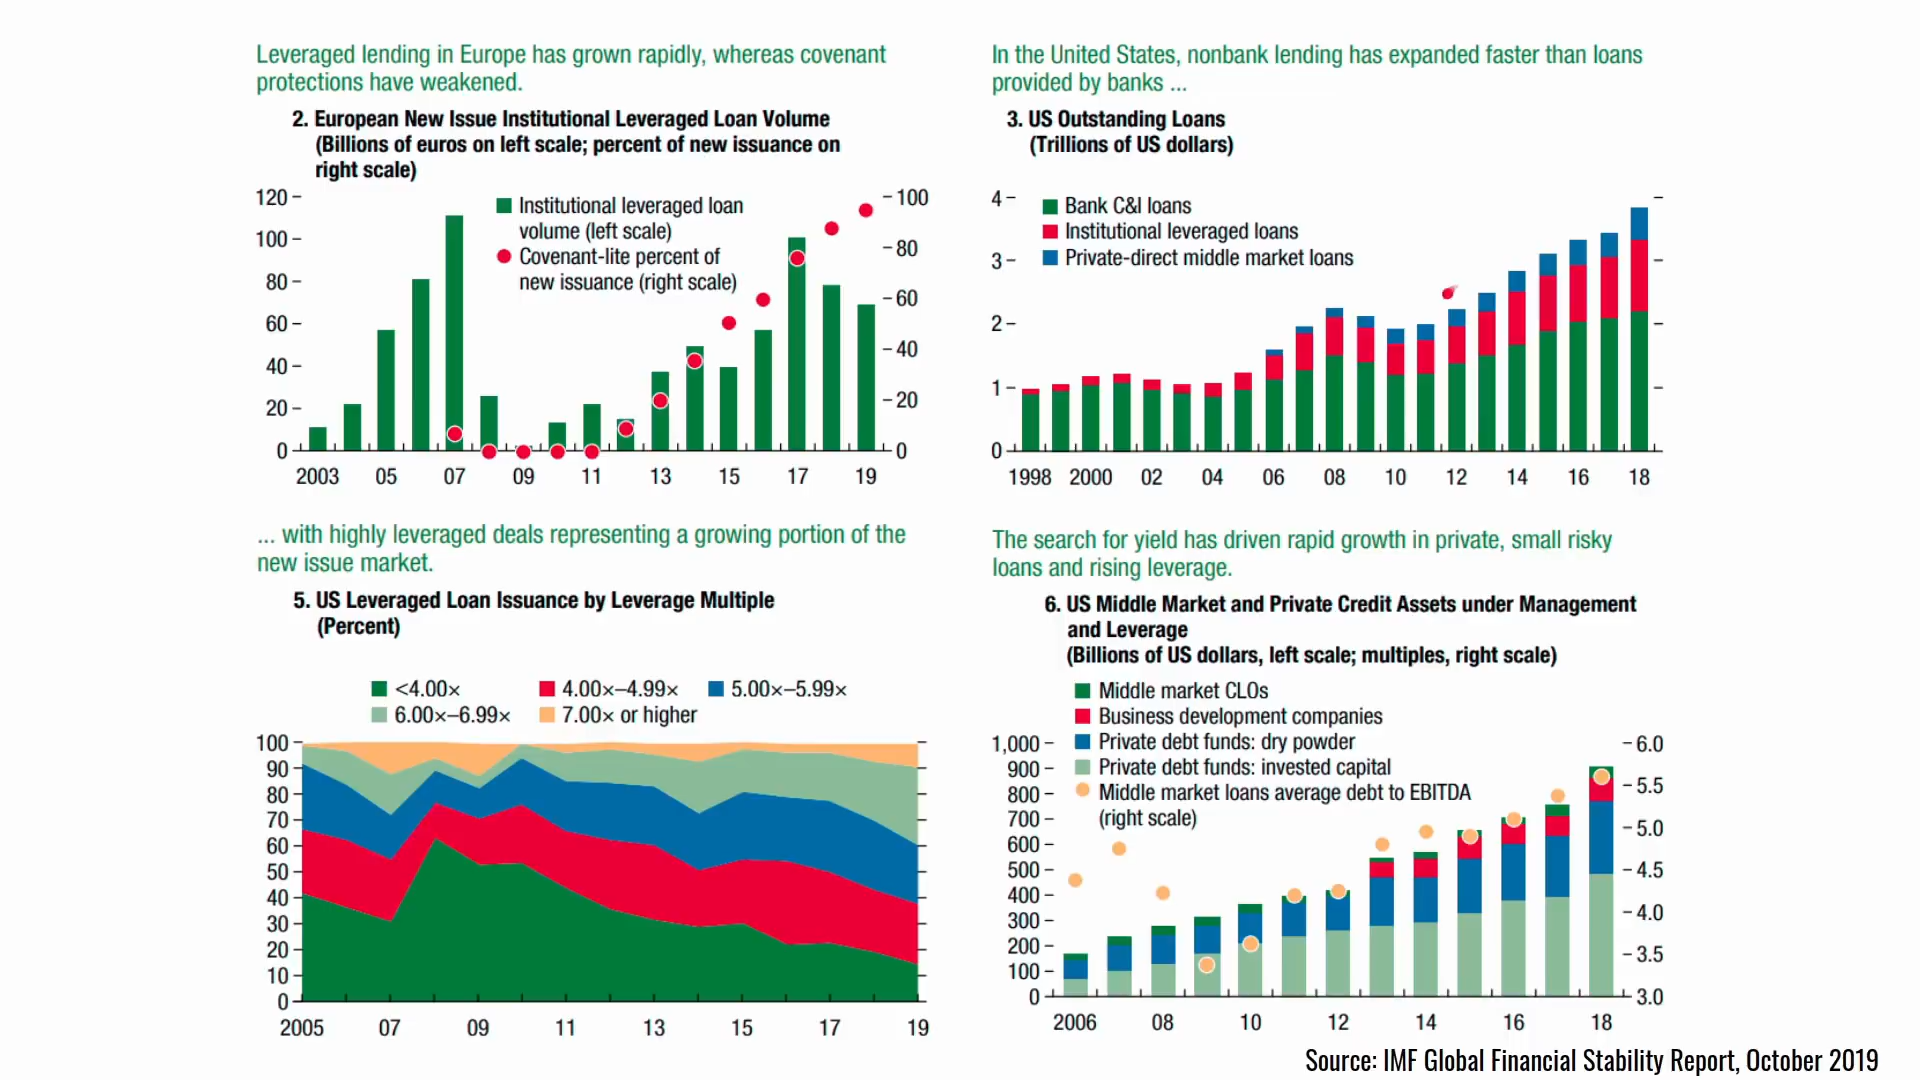 Leveraged lending in Europe has grown rapidly, whereas covenant
protections have weakened.
2. European New Issue Institutional Leveraged Loan Volume
(Billions of euros on left scale; percent of new issuance on
right scale)
Institutional leveraged loan
volume (left scale)
Covenant-lite percent of
new issuance (right scale)
120
100
80
60
40
20
0
100
80
60
40
20
0
2003 05 07 09 11 13 15 17 19
In the United States, nonbank lending has expanded faster than loans
provided by banks ...
3. US Outstanding Loans
(Trillions of US dollars)
Bank C&I loans
Institutional leveraged loans
Private-direct middle market loans
4
3
2
1
0
1998 2000 02 04 06 08 10 12 14 16 18
... with highly leveraged deals representing a growing portion of the
new issue market.
5. US Leveraged Loan Issuance by Leverage Multiple
(Percent)
<4.00× 4.00×–4.99× 5.00×–5.99×
6.00×–6.99× 7.00× or higher
100
90
80
70
60
50
40
30
20
10
0
2005 07 09 11 13 15 17 19
The search for yield has driven rapid growth in private, small risky
loans and rising leverage.
6. US Middle Market and Private Credit Assets under Management
and Leverage
(Billions of US dollars, left scale; multiples, right scale)
Middle market CLOs
Business development companies
Private debt funds: dry powder
Private debt funds: invested capital
Middle market loans average debt to EBITDA
(right scale)
1,000
900
800
700
600
500
400
300
200
100
0
6.0
5.5
5.0
4.5
4.0
3.5
3.0
2006 08 10 12 14 16 18
Source: IMF Global Financial Stability Report, October 2019